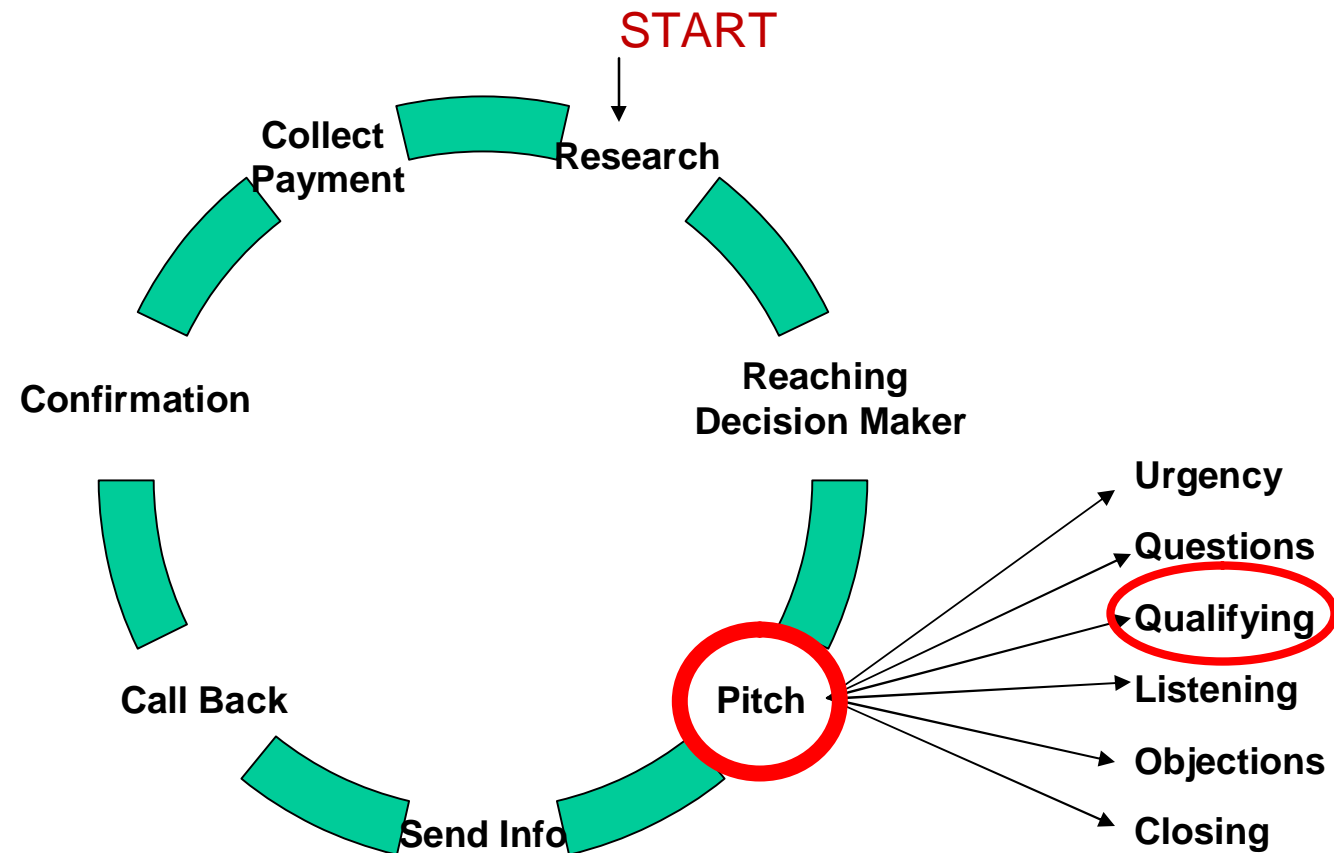 START
Research
Reaching
Decision Maker
Pitch
Urgency
Questions
Qualifying
Listening
Objections
Closing
Send Info
Call Back
Confirmation
Collect
Payment